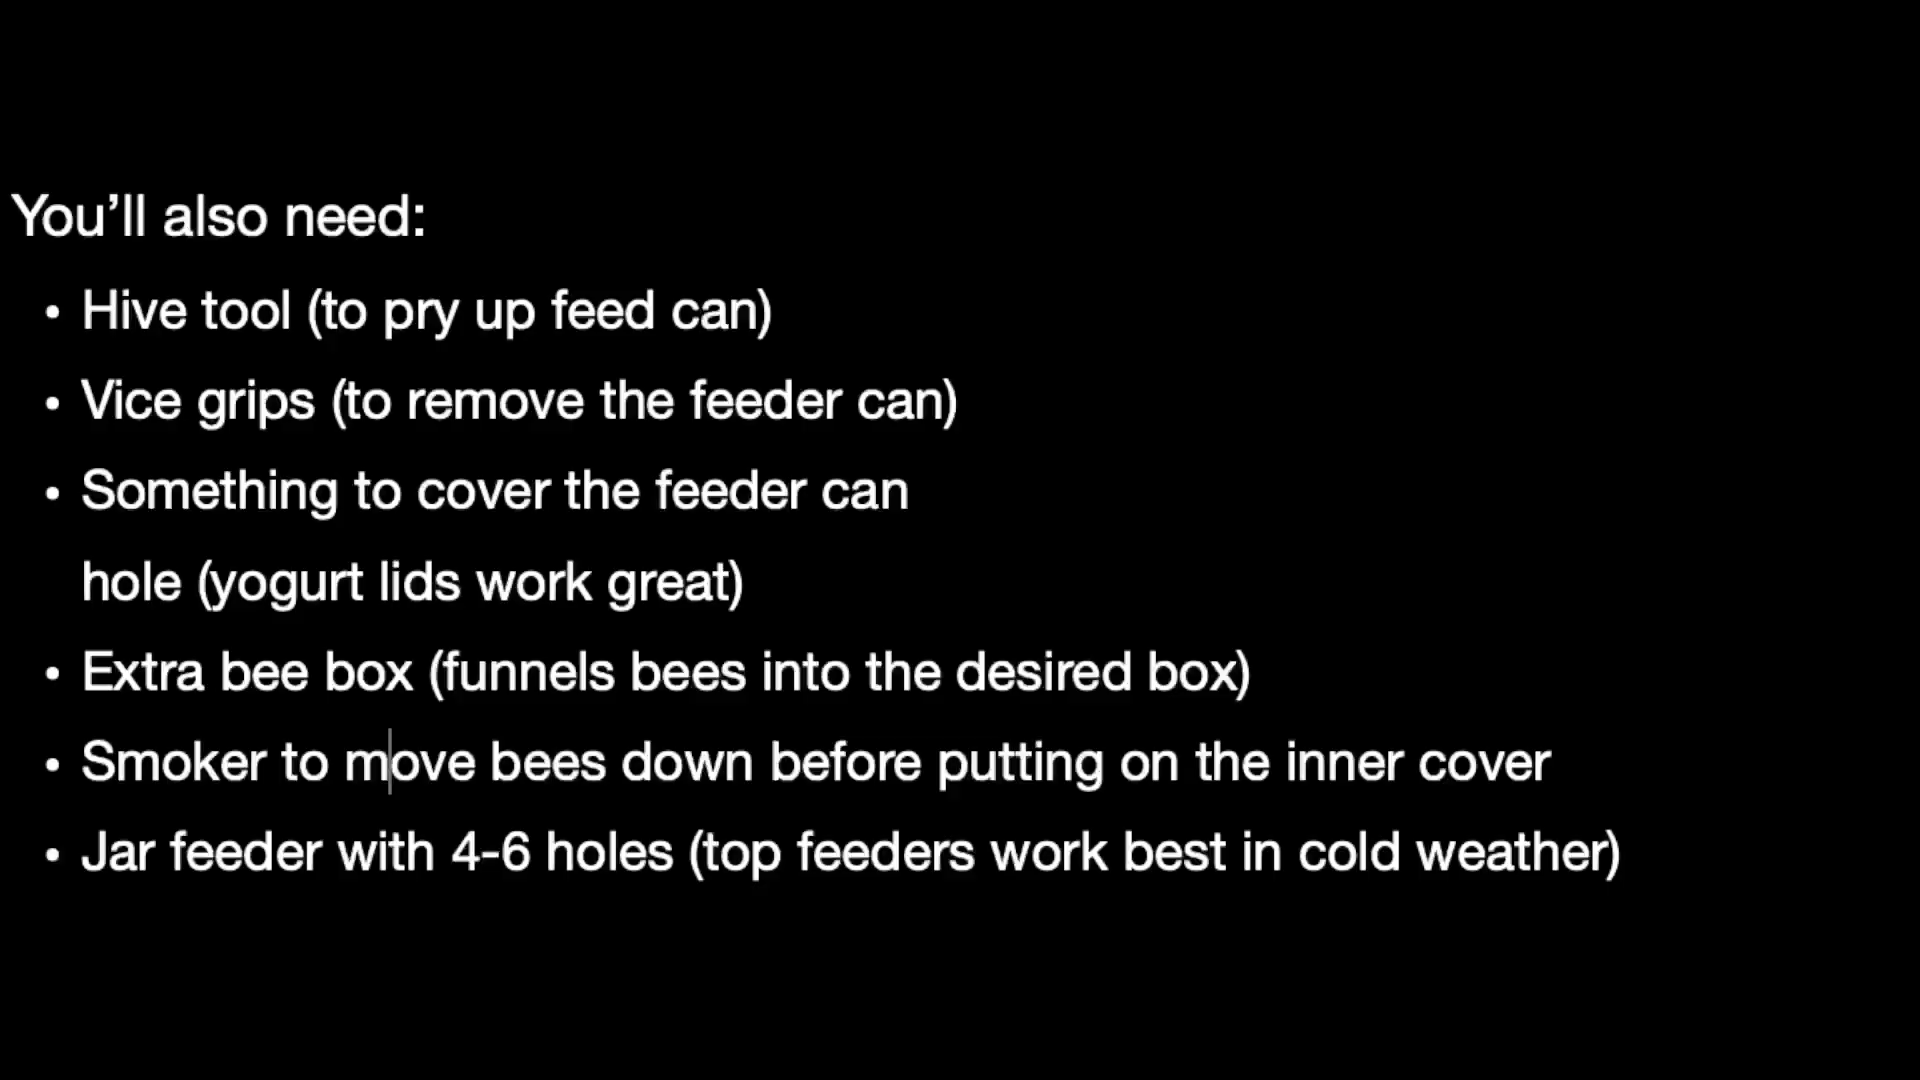 You’ll also need:
• Hive tool (to pry up feed can)
• Vice grips (to remove the feeder can)
• Something to cover the feeder can
hole (yogurt lids work great)
• Extra bee box (funnels bees into the desired box)
• Smoker to move bees down before putting on the inner cover
• Jar feeder with 4-6 holes (top feeders work best in cold weather)